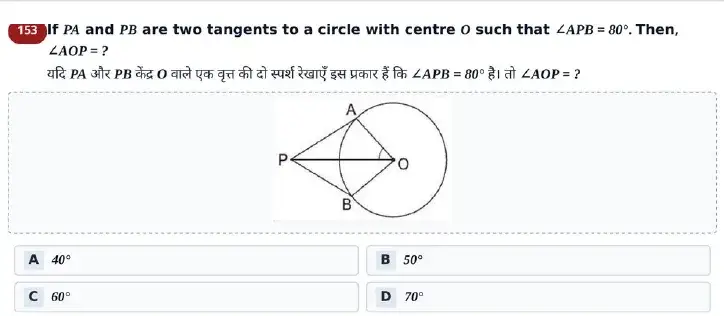 153 If PA and PB are two tangents to a circle with centre O such that ∠APB = 80°. Then,
∠AOP = ?
यदि PA और PB केंद्र O वाले एक वृत्त की दो स्पर्श रेखाएँ इस प्रकार हैं कि ∠APB = 80° है। तो ∠AOP = ?
A
P
O
B
A 40°
B 50°
C 60°
D 70°